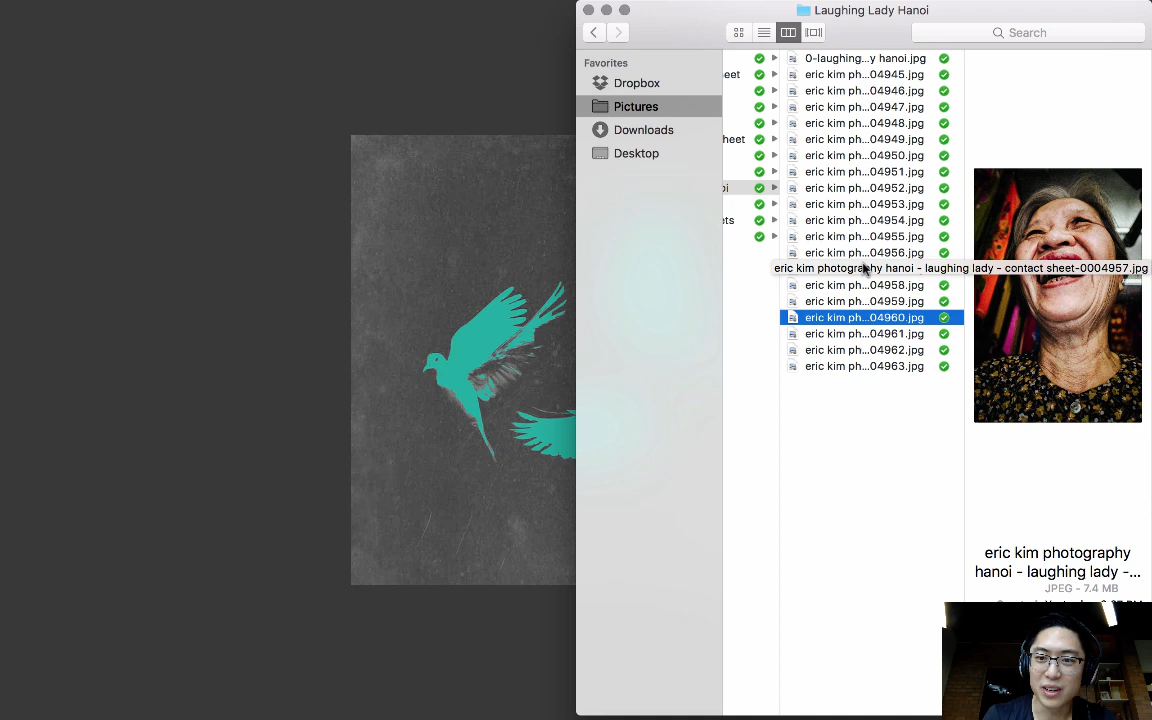 Laughing Lady Hanoi
Search
Favorites
Dropbox
Pictures
Downloads
Desktop
eet
heet
oi
ets
0-laughing...y hanoi.jpg
eric kim ph...04945.jpg
eric kim ph...04946.jpg
eric kim ph...04947.jpg
eric kim ph...04948.jpg
eric kim ph...04949.jpg
eric kim ph...04950.jpg
eric kim ph...04951.jpg
eric kim ph...04952.jpg
eric kim ph...04953.jpg
eric kim ph...04954.jpg
eric kim ph...04955.jpg
eric kim ph...04956.jpg
eric kim photography hanoi - laughing lady - contact sheet-0004957.jpg
eric kim ph...04958.jpg
eric kim ph...04959.jpg
eric kim ph...04960.jpg
eric kim ph...04961.jpg
eric kim ph...04962.jpg
eric kim ph...04963.jpg
eric kim photography
hanoi - laughing lady -...
JPEG - 7.4 MB